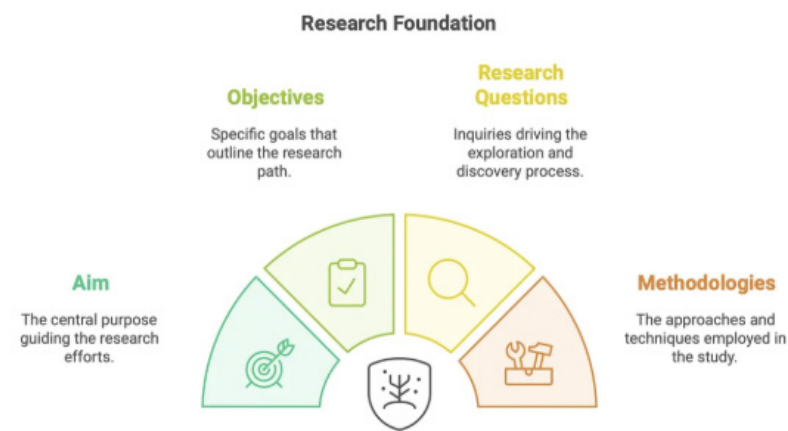 Research Foundation
Objectives
Specific goals that
outline the research
path.
Research
Questions
Inquiries driving the
exploration and
discovery process.
Aim
The central purpose
guiding the research
efforts.
Methodologies
The approaches and
techniques employed in
the study.